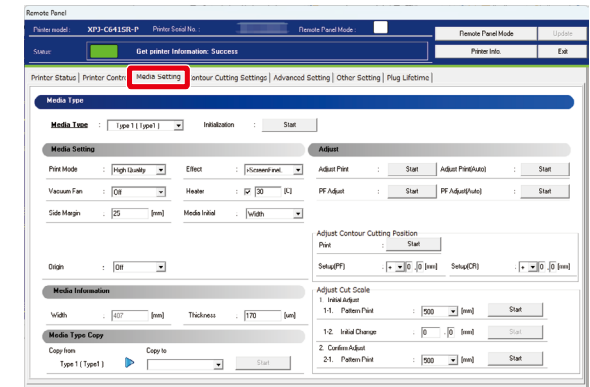 Remote Panel
Printer model : XPJ-C641SR-P Printer Serial No. : Remote Panel Mode : Remote Panel Mode Update
Status: Get printer Information: Success Printer Info. Exit
Printer Status | Printer Contro Media Setting ontour Cutting Settings | Advanced Setting | Other Setting | Plug Lifetime |
Media Type
Media Type : Type 1 ( Type1 ) Initialization : Start
Media Setting
Print Mode : High Quality Effect : i-ScreenFineL
Vacuum Fan : Off Heater : 30 [C]
Side Margin : 25 [mm] Media Initial : Width
Origin : Off
Media Information
Width : 407 [mm] Thickness : 170 [um]
Media Type Copy
Copy from Copy to
Type 1 ( Type1 ) Start
Adjust
Adjust Print : Start Adjust Print(Auto) : Start
PF Adjust : Start PF Adjust(Auto) : Start
Adjust Contour Cutting Position
Print : Start
Setup(PF) : + 0 . 0 [mm] Setup(CR) : + 0 . 0 [mm]
Adjust Cut Scale
1. Initial Adjust
1-1. Pattern Print : 500 [mm] Start
1-2. Initial Change : 0 . 0 [mm] Start
2. Confirm Adjust
2-1. Pattern Print : 500 [mm] Start